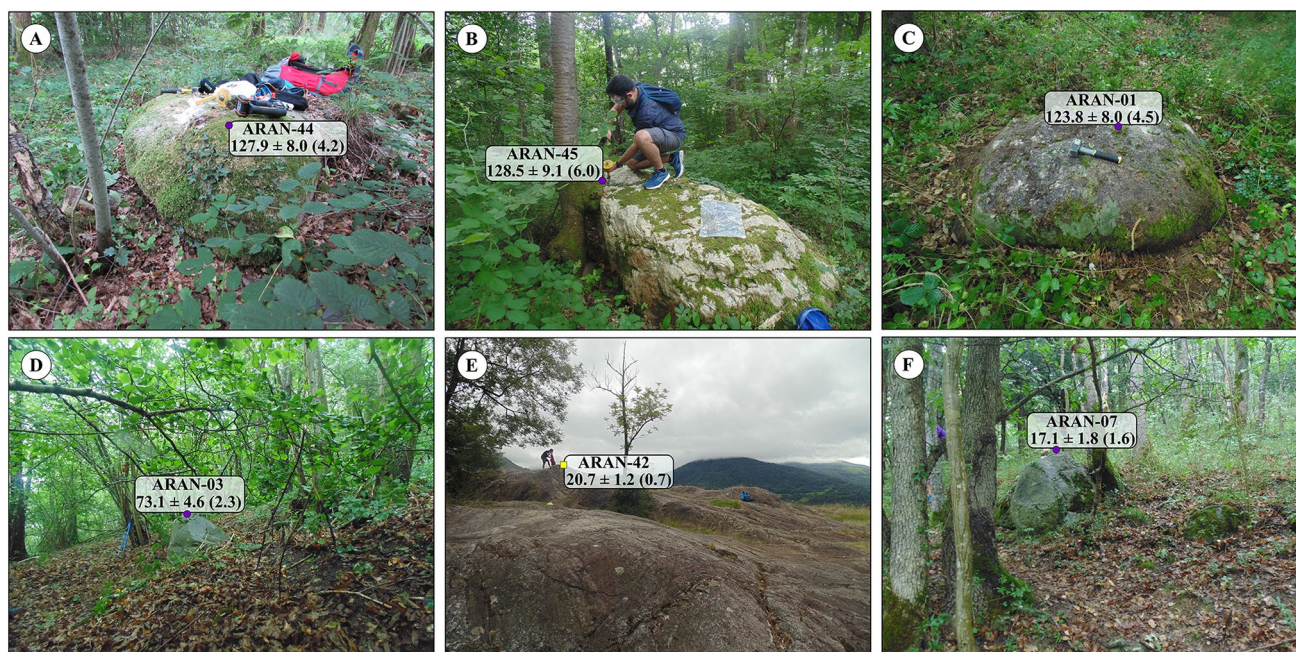 A
ARAN-44
127.9 ± 8.0 (4.2)
B
ARAN-45
128.5 ± 9.1 (6.0)
C
ARAN-01
123.8 ± 8.0 (4.5)
D
ARAN-03
73.1 ± 4.6 (2.3)
E
ARAN-42
20.7 ± 1.2 (0.7)
F
ARAN-07
17.1 ± 1.8 (1.6)